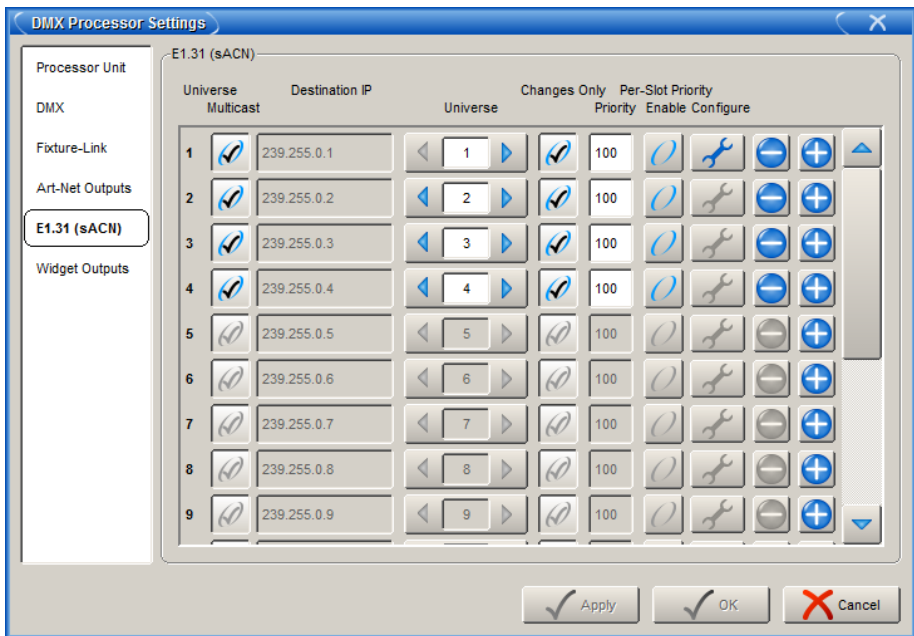 DMX Processor Settings
Processor Unit
DMX
Fixture-Link
Art-Net Outputs
E1.31 (sACN)
Widget Outputs
E1.31 (sACN)
Universe Destination IP Changes Only Per-Slot Priority
Multicast Universe Priority Enable Configure
1 239.255.0.1 1 100
2 239.255.0.2 2 100
3 239.255.0.3 3 100
4 239.255.0.4 4 100
5 239.255.0.5 5 100
6 239.255.0.6 6 100
7 239.255.0.7 7 100
8 239.255.0.8 8 100
9 239.255.0.9 9 100
Apply OK Cancel